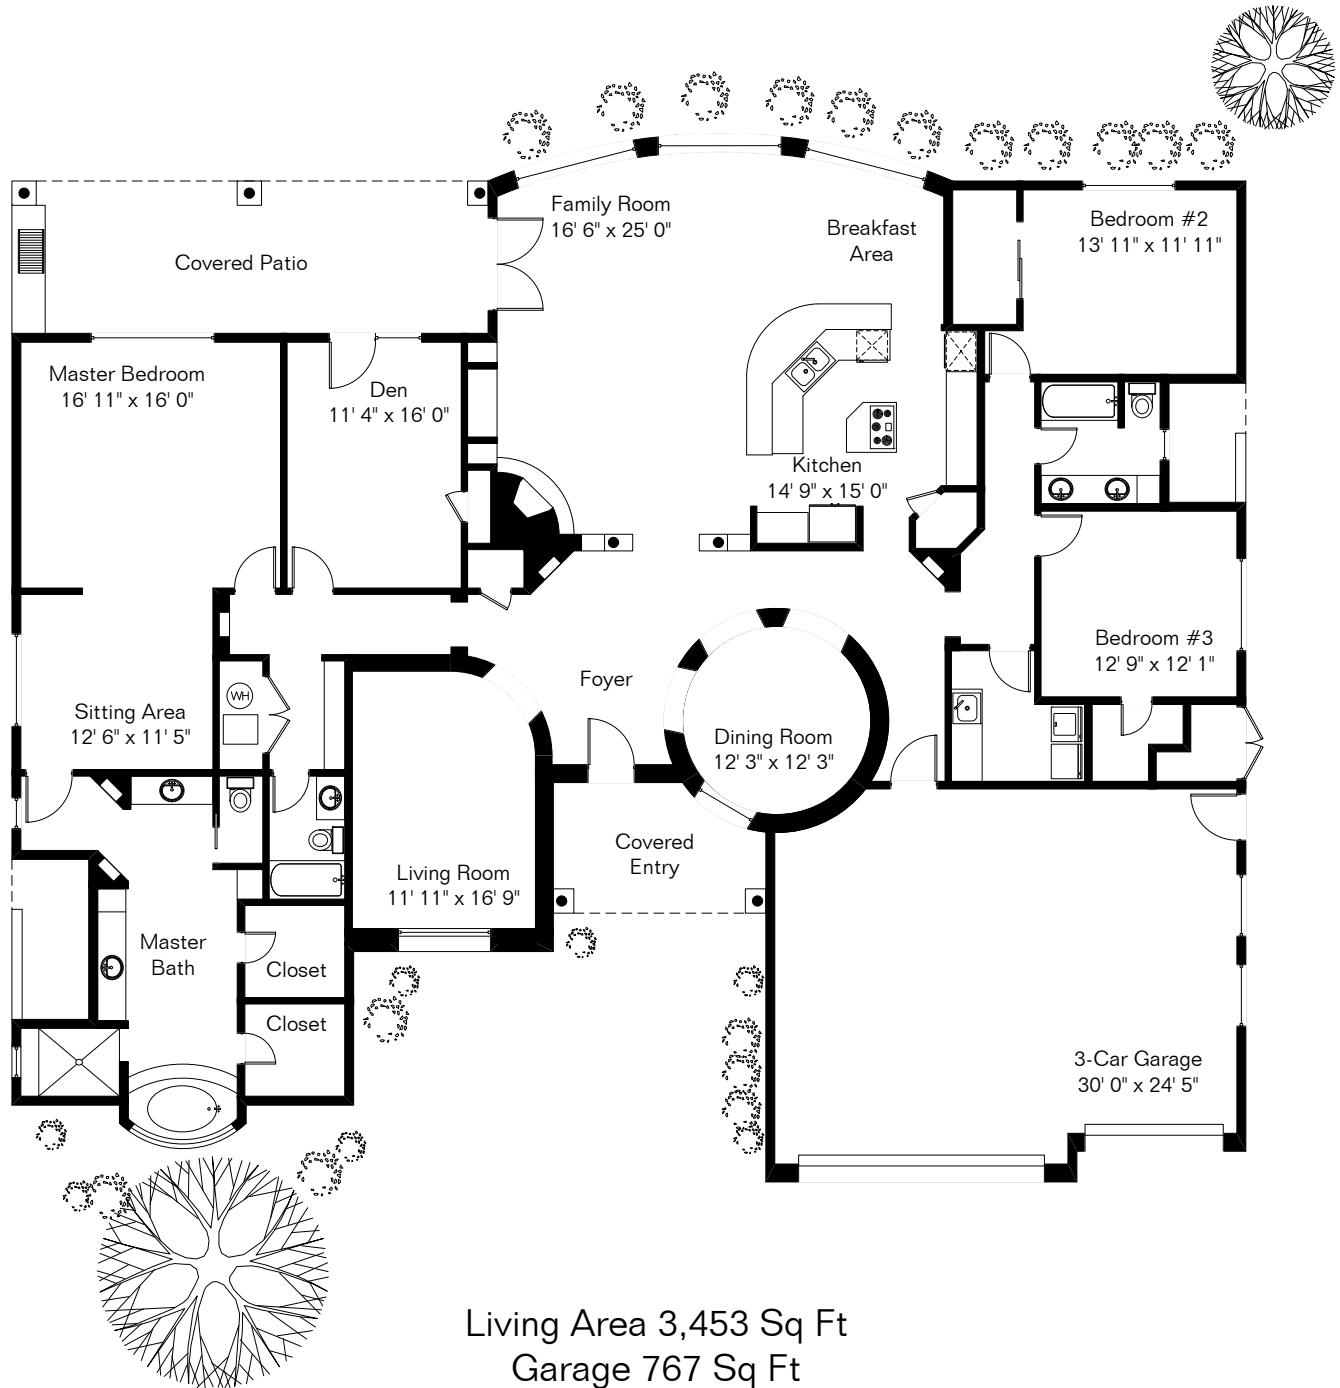 Family Room
16' 6" x 25' 0"
Breakfast
Area
Bedroom #2
13' 11" x 11' 11"
Covered Patio
Master Bedroom
16' 11" x 16' 0"
Den
11' 4" x 16' 0"
Kitchen
14' 9" x 15' 0"
Bedroom #3
12' 9" x 12' 1"
Foyer
WH
Sitting Area
12' 6" x 11' 5"
Dining Room
12' 3" x 12' 3"
Covered
Entry
Living Room
11' 11" x 16' 9"
Master
Bath
Closet
Closet
3-Car Garage
30' 0" x 24' 5"
Living Area 3,453 Sq Ft
Garage 767 Sq Ft